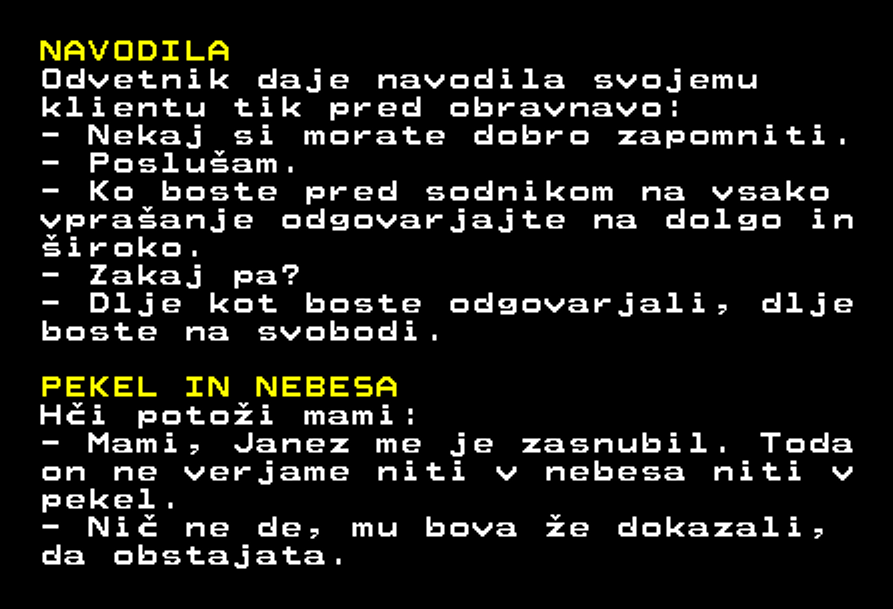 NAVODILA
Odvetnik daje navodila svojemu
klientu tik pred obravnavo:
- Nekaj si morate dobro zapomniti.
- Poslušam.
- Ko boste pred sodnikom na vsako
vprašanje odgovarjajte na dolgo in
široko.
- Zakaj pa?
- Dlje kot boste odgovarjali, dlje
boste na svobodi.
PEKEL IN NEBESA
Hči potoži mami:
- Mami, Janez me je zasnubil. Toda
on ne verjame niti v nebesa niti v
pekel.
- Nič ne de, mu bova že dokazali,
da obstajata.